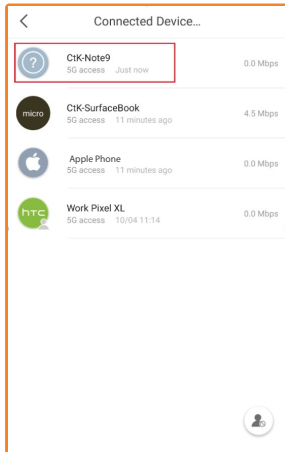 Connected Device...
CtK-Note9
5G access Just now
0.0 Mbps
micro
CtK-SurfaceBook
5G access 11 minutes ago
4.5 Mbps
Apple Phone
5G access 11 minutes ago
0.0 Mbps
hTC
Work Pixel XL
5G access 10/04 11:14
0.0 Mbps